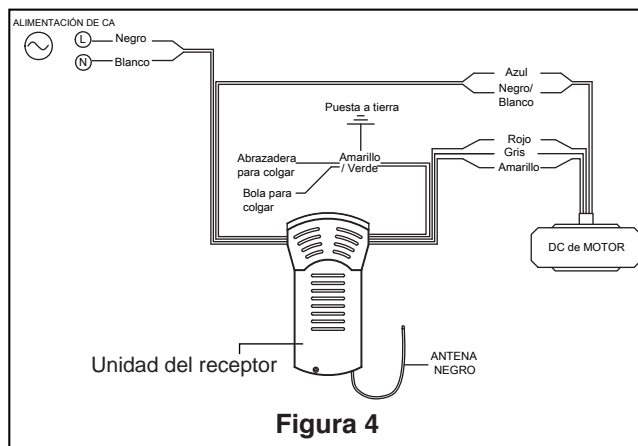 ALIMENTACIÓN DE CA
L
Negro
N
Blanco
Azul
Negro/
Blanco
Puesta a tierra
Abrazadera
para colgar
Amarillo
/ Verde
Bola para
colgar
Rojo
Gris
Amarillo
DC de MOTOR
Unidad del receptor
ANTENA
NEGRO
Figura 4